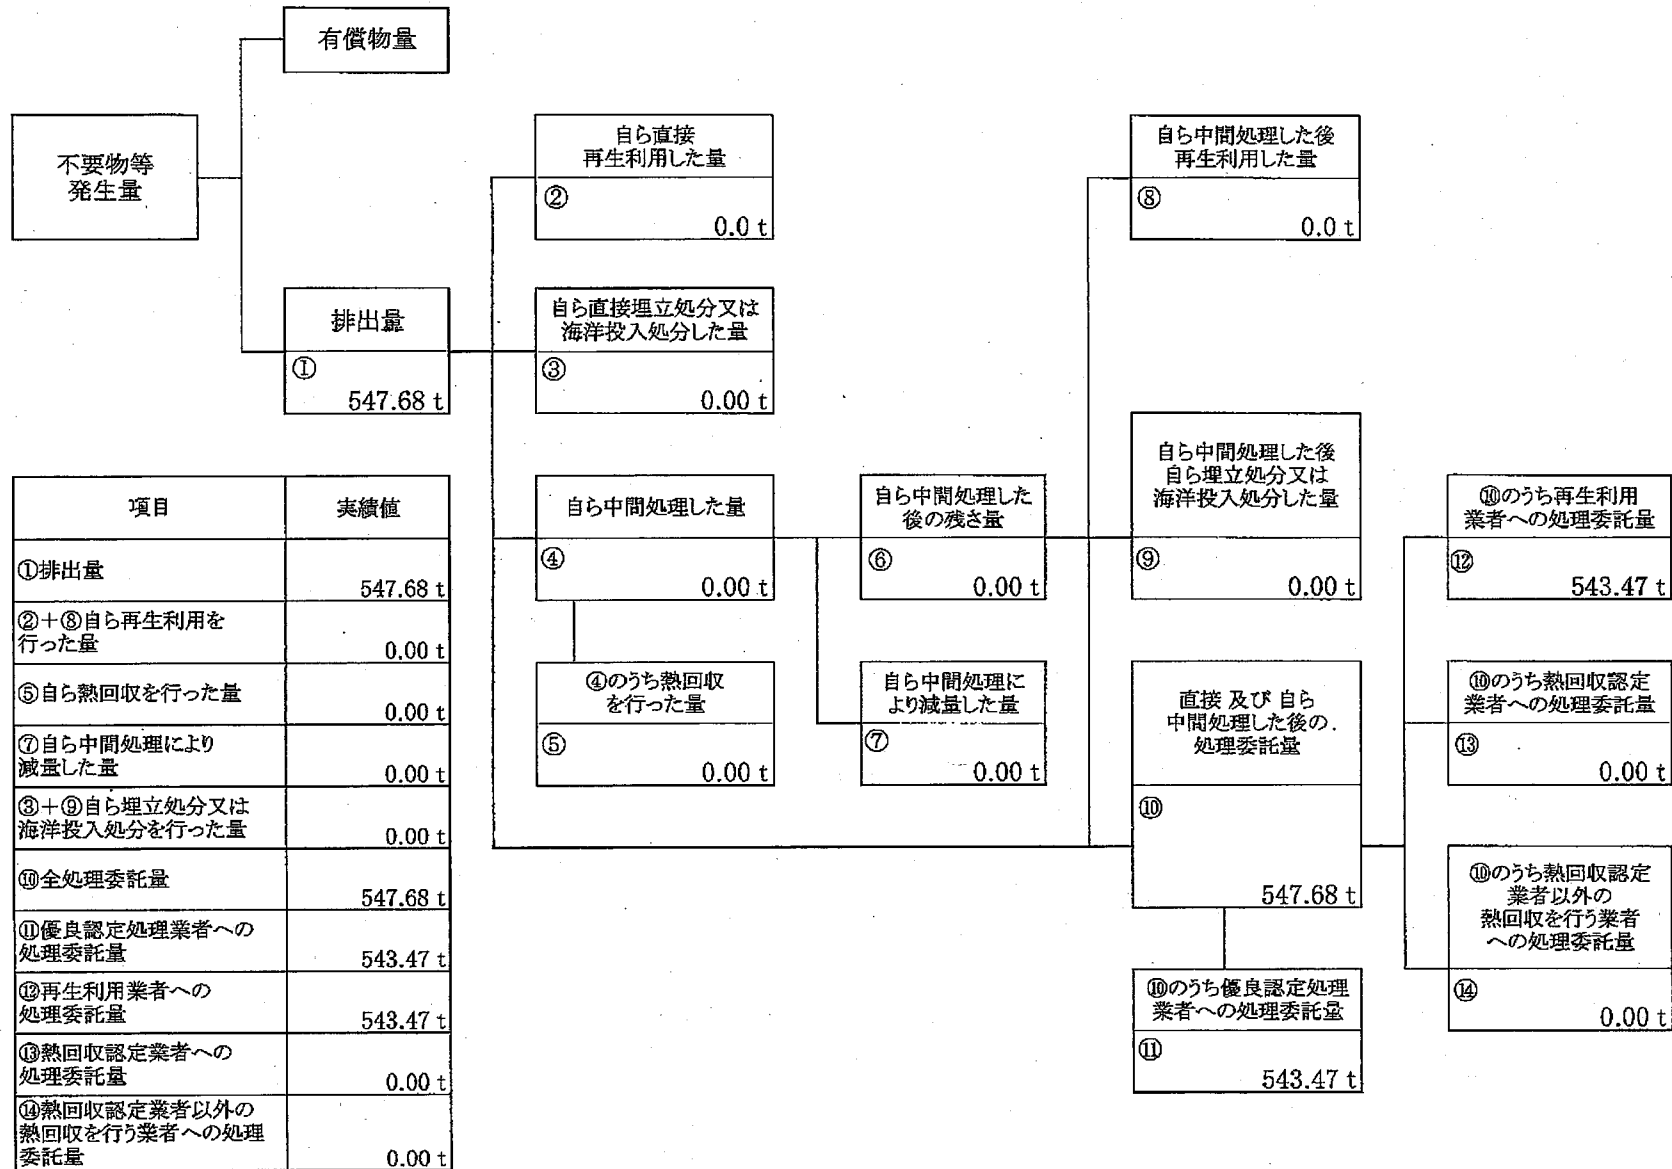 有償物量
不要物等
発生量
自ら直接
再生利用した量
②
0.0 t
自ら中間処理した後
再生利用した量
⑧
0.0 t
排出量
①
547.68 t
自ら直接埋立処分又は
海洋投入処分した量
③
0.00 t
自ら中間処理した量
④
0.00 t
自ら中間処理した
後の残さ量
⑥
0.00 t
自ら中間処理した後
自ら埋立処分又は
海洋投入処分した量
⑨
0.00 t
⑩のうち再生利用
業者への処理委託量
⑫
543.47 t
④のうち熱回収
を行った量
⑤
0.00 t
自ら中間処理に
より減量した量
⑦
0.00 t
直接 及び 自ら
中間処理した後の
処理委託量
⑩
547.68 t
⑩のうち熱回収認定
業者への処理委託量
⑬
0.00 t
⑩のうち熱回収認定
業者以外の
熱回収を行う業者
への処理委託量
⑭
0.00 t
⑩のうち優良認定処理
業者への処理委託量
⑪
543.47 t
項目 実績値
①排出量
547.68 t
②+⑧自ら再生利用を
行った量
0.00 t
⑤自ら熱回収を行った量
0.00 t
⑦自ら中間処理により
減量した量
0.00 t
③+⑨自ら埋立処分又は
海洋投入処分を行った量
0.00 t
⑩全処理委託量
547.68 t
⑪優良認定処理業者への
処理委託量
543.47 t
⑫再生利用業者への
処理委託量
543.47 t
⑬熱回収認定業者への
処理委託量
0.00 t
⑭熱回収認定業者以外の
熱回収を行う業者への処理
委託量
0.00 t